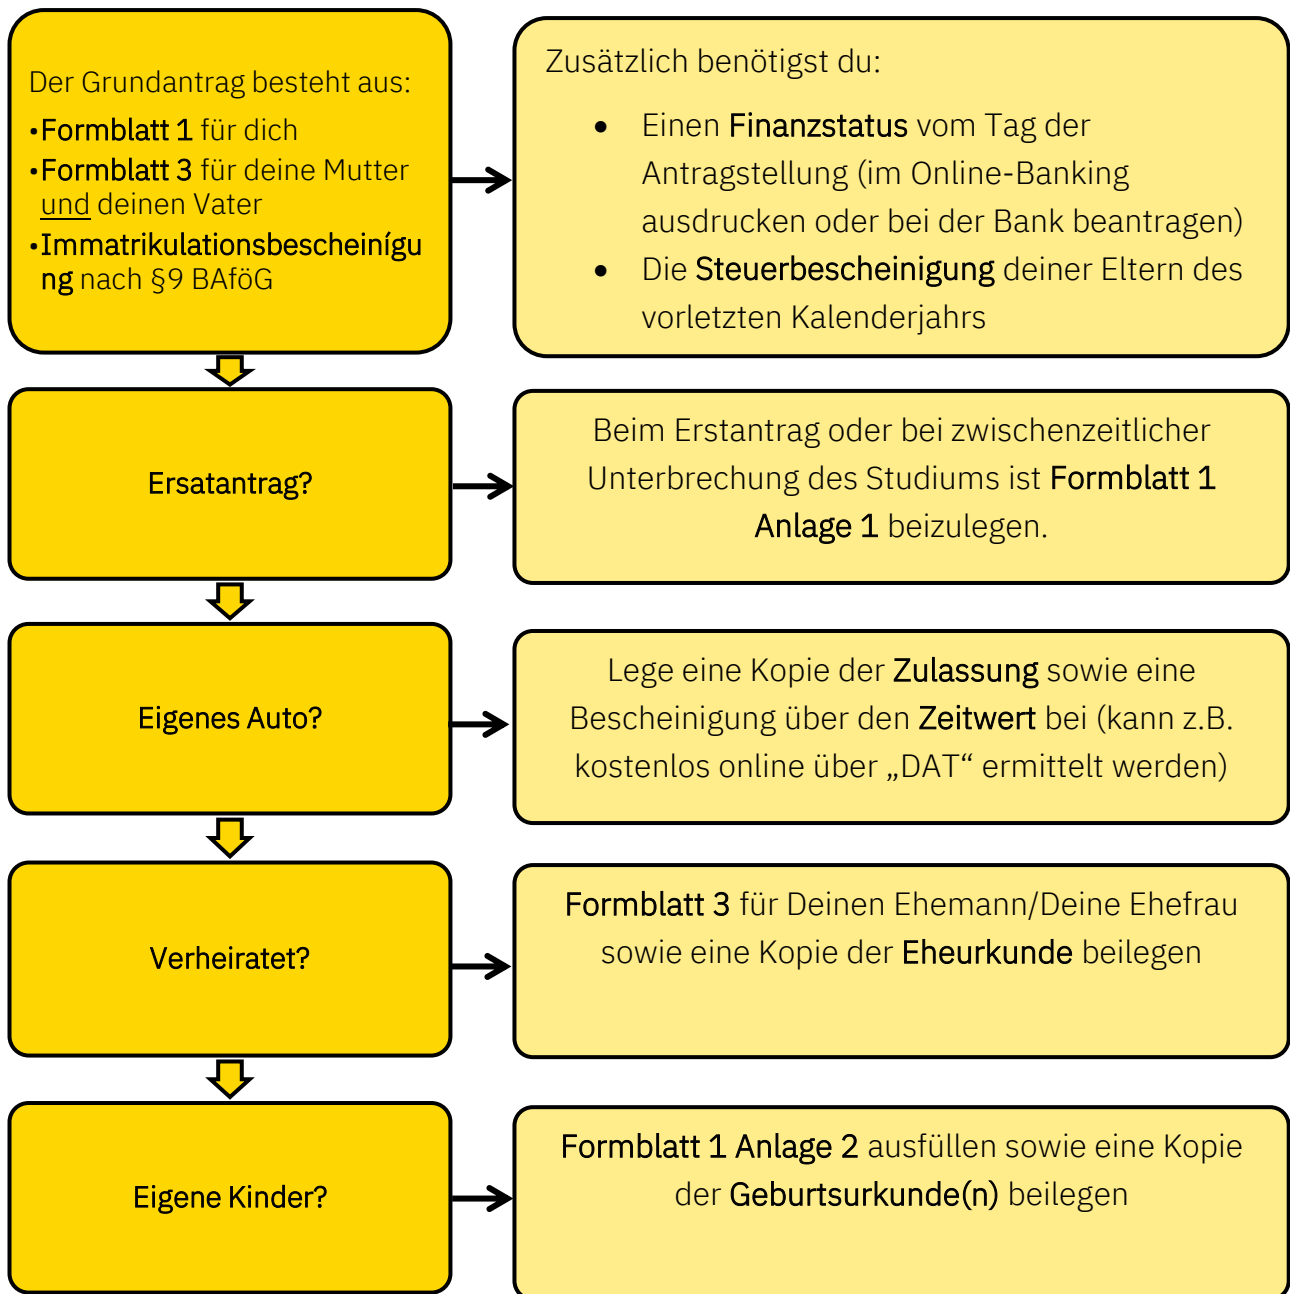 Der Grundantrag besteht aus:
•Formblatt 1 für dich
•Formblatt 3 für deine Mutter
und deinen Vater
•Immatrikulationsbescheinígu
ng nach §9 BAföG
Zusätzlich benötigst du:
• Einen Finanzstatus vom Tag der
Antragstellung (im Online-Banking
ausdrucken oder bei der Bank beantragen)
• Die Steuerbescheinigung deiner Eltern des
vorletzten Kalenderjahrs
Ersatantrag?
Beim Erstantrag oder bei zwischenzeitlicher
Unterbrechung des Studiums ist Formblatt 1
Anlage 1 beizulegen.
Eigenes Auto?
Lege eine Kopie der Zulassung sowie eine
Bescheinigung über den Zeitwert bei (kann z.B.
kostenlos online über „DAT“ ermittelt werden)
Verheiratet?
Formblatt 3 für Deinen Ehemann/Deine Ehefrau
sowie eine Kopie der Eheurkunde beilegen
Eigene Kinder?
Formblatt 1 Anlage 2 ausfüllen sowie eine Kopie
der Geburtsurkunde(n) beilegen